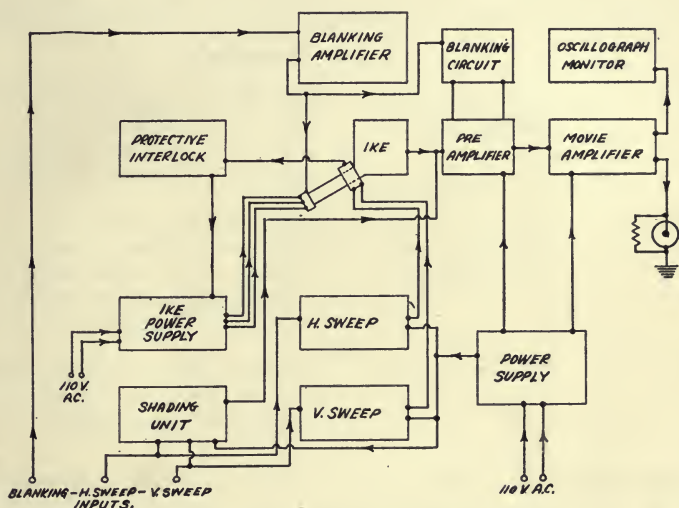 BLANKING
AMPLIFIER
BLANKING
CIRCUIT
OSCILLOGRAPH
MONITOR
PROTECTIVE
INTERLOCK
IKE
PRE
AMPLIFIER
MOVIE
AMPLIFIER
IKE
POWER
SUPPLY
H. SWEEP
POWER
SUPPLY
110 V.
A.C.
SHADING
UNIT
V. SWEEP
BLANKING - H. SWEEP - V. SWEEP
INPUTS.
110 V. A.C.